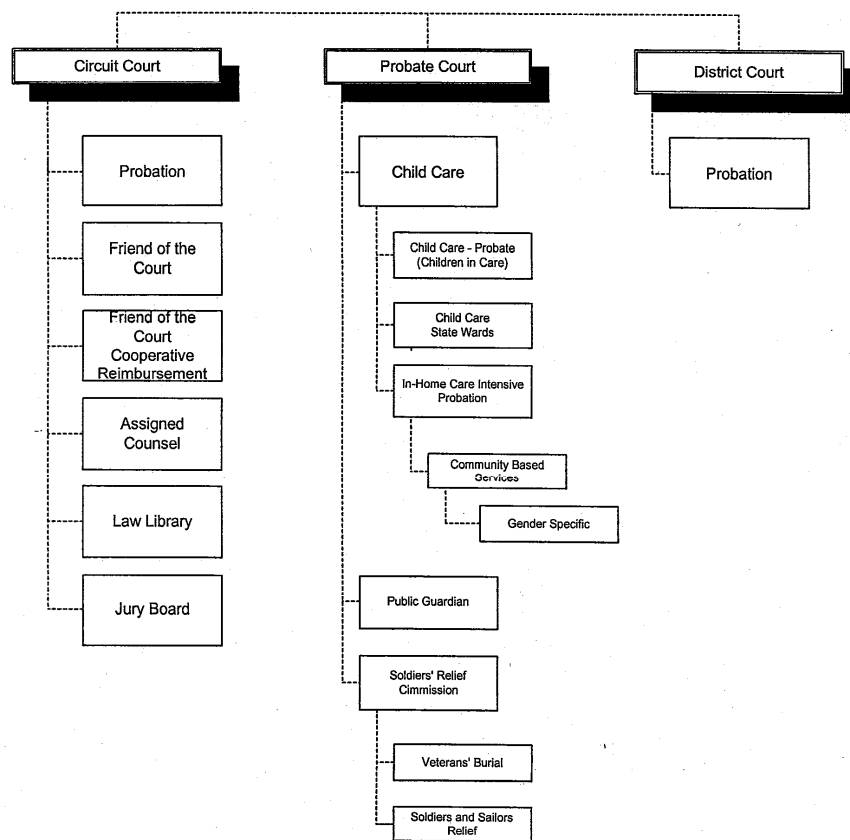 Circuit Court
Probation
Friend of the
Court
Friend of the
Court
Cooperative
Reimbursement
Assigned
Counsel
Law Library
Jury Board
Probate Court
Child Care
Child Care - Probate
(Children in Care)
Child Care
State Wards
In-Home Care Intensive
Probation
Community Based
Services
Gender Specific
Public Guardian
Soldiers' Relief
Cimmission
Veterans' Burial
Soldiers and Sailors
Relief
District Court
Probation